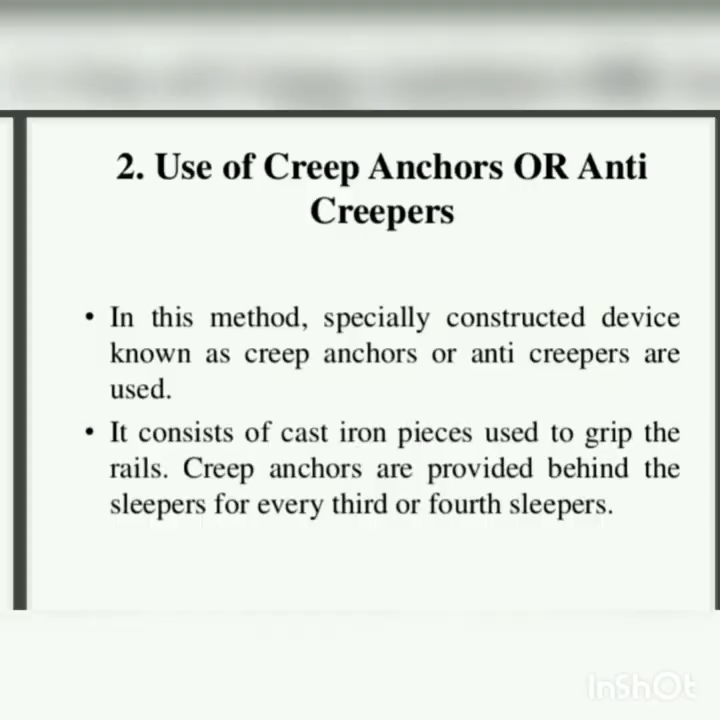 2. Use of Creep Anchors OR Anti
Creepers
• In this method, specially constructed device
known as creep anchors or anti creepers are
used.
• It consists of cast iron pieces used to grip the
rails. Creep anchors are provided behind the
sleepers for every third or fourth sleepers.
InShOt